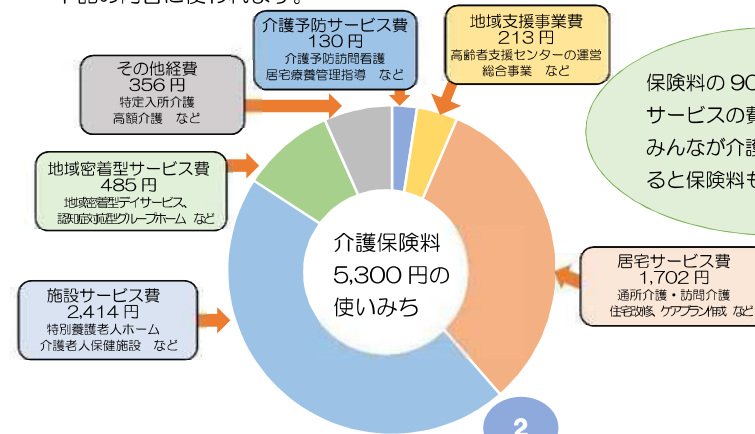 介護予防サービス費
130円
介護予防訪問看護
居宅療養管理指導 など
地域支援事業費
213円
高齢者支援センターの運営
総合事業 など
その他経費
356円
特定入所介護
高額介護 など
保険料の90
サービスの費
みんなが介護
ると保険料も
地域密着型サービス費
485円
地域密着型デイサービス、
認知症対応型グループホーム など
介護保険料
5,300円の
使いみち
居宅サービス費
1,702円
通所介護・訪問介護
住宅改修、ケアプラン作成 など
施設サービス費
2,414円
特別養護老人ホーム
介護老人保健施設 など
2